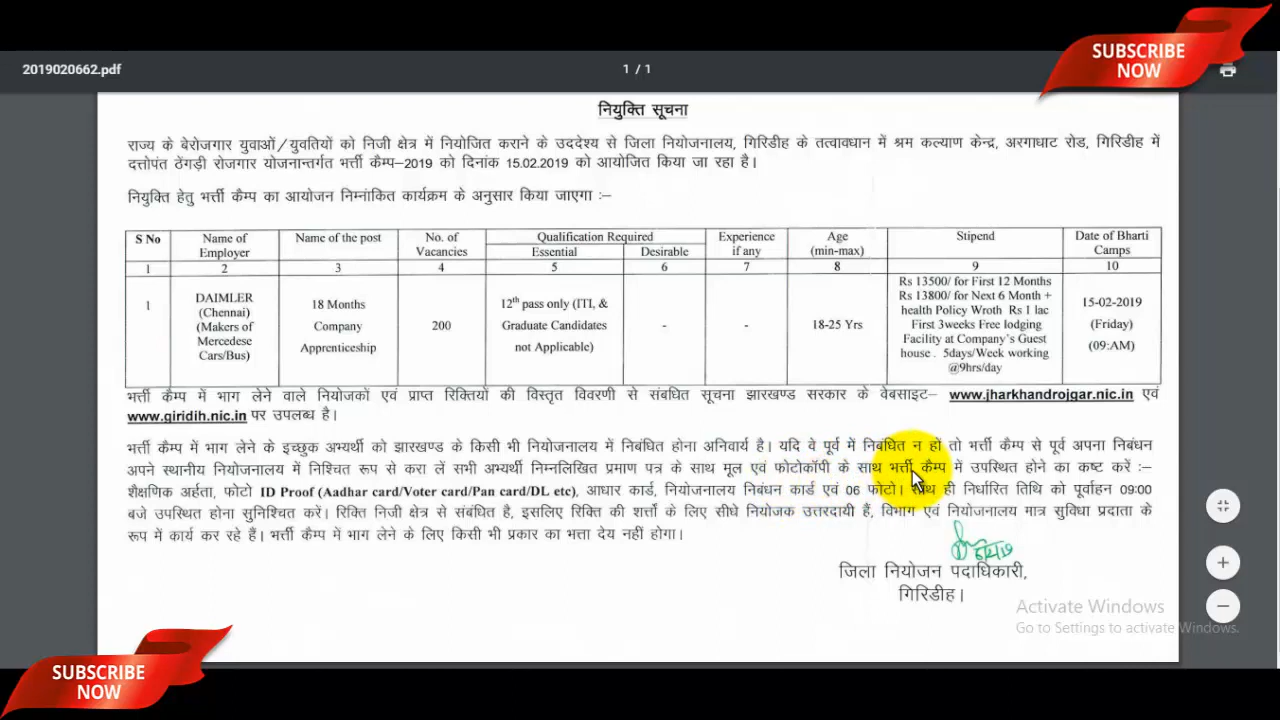 SUBSCRIBE
NOW
2019020662.pdf
1 / 1
नियुक्ति सूचना
राज्य के बेरोजगार युवाओं/युवतियों को निजी क्षेत्र में नियोजित कराने के उददेश्य से जिला नियोजनालय, गिरिडीह के तत्वावधान में श्रम कल्याण केन्द्र, अरगाघाट रोड, गिरिडीह में
दत्तोपंत ठेंगड़ी रोजगार योजनान्तर्गत भर्त्ती कैम्प–2019 को दिनांक 15.02.2019 को आयोजित किया जा रहा है।
नियुक्ति हेतु भर्त्ती कैम्प का आयोजन निम्नांकित कार्यक्रम के अनुसार किया जाएगा :–
S No Name of Name of the post No. of Qualification Required Experience Age Stipend Date of Bharti
Employer Vacancies Essential Desirable if any (min-max) Camps
1 2 3 4 5 6 7 8 9 10
Rs 13500/ for First 12 Months
DAIMLER Rs 13800/ for Next 6 Month +
1 (Chennai) 18 Months 12th pass only (ITI, & health Policy Wroth Rs 1 lac 15-02-2019
(Makers of Company 200 Graduate Candidates - - 18-25 Yrs First 3weeks Free lodging (Friday)
Mercedese Apprenticeship not Applicable) Facility at Company's Guest (09:AM)
Cars/Bus) house . 5days/Week working
@9hrs/day
भर्त्ती कैम्प में भाग लेने वाले नियोजकों एवं प्राप्त रिक्तियों की विस्तृत विवरणी से संबधित सूचना झारखण्ड सरकार के वेबसाइट– www.jharkhandrojgar.nic.in एवं
www.giridih.nic.in पर उपलब्ध है।
भर्त्ती कैम्प में भाग लेने के इच्छुक अभ्यर्थी को झारखण्ड के किसी भी नियोजनालय में निबंधित होना अनिवार्य है। यदि वे पूर्व में निबंधित न हों तो भर्त्ती कैम्प से पूर्व अपना निबंधन
अपने स्थानीय नियोजनालय में निश्चित रूप से करा लें सभी अभ्यर्थी निम्नलिखित प्रमाण पत्र के साथ मूल एवं फोटोकॉपी के साथ भर्त्ती कैम्प में उपस्थित होने का कष्ट करें :–
शैक्षणिक अर्हता, फोटो ID Proof (Aadhar card/Voter card/Pan card/DL etc), आधार कार्ड, नियोजनालय निबंधन कार्ड एवं 06 फोटो। साथ ही निर्धारित तिथि को पूर्वाहन 09:00
बजे उपस्थित होना सुनिश्चित करें। रिक्ति निजी क्षेत्र से संबधित है, इसलिए रिक्ति की शर्त्तो के लिए सीधे नियोजक उत्तरदायी हैं, विभाग एवं नियोजनालय मात्र सुविधा प्रदाता के
रूप में कार्य कर रहे हैं। भर्त्ती कैम्प में भाग लेने के लिए किसी भी प्रकार का भत्ता देय नहीं होगा।
जिला नियोजन पदाधिकारी,
गिरिडीह।
Activate Windows
Go to Settings to activate Windows.
SUBSCRIBE
NOW